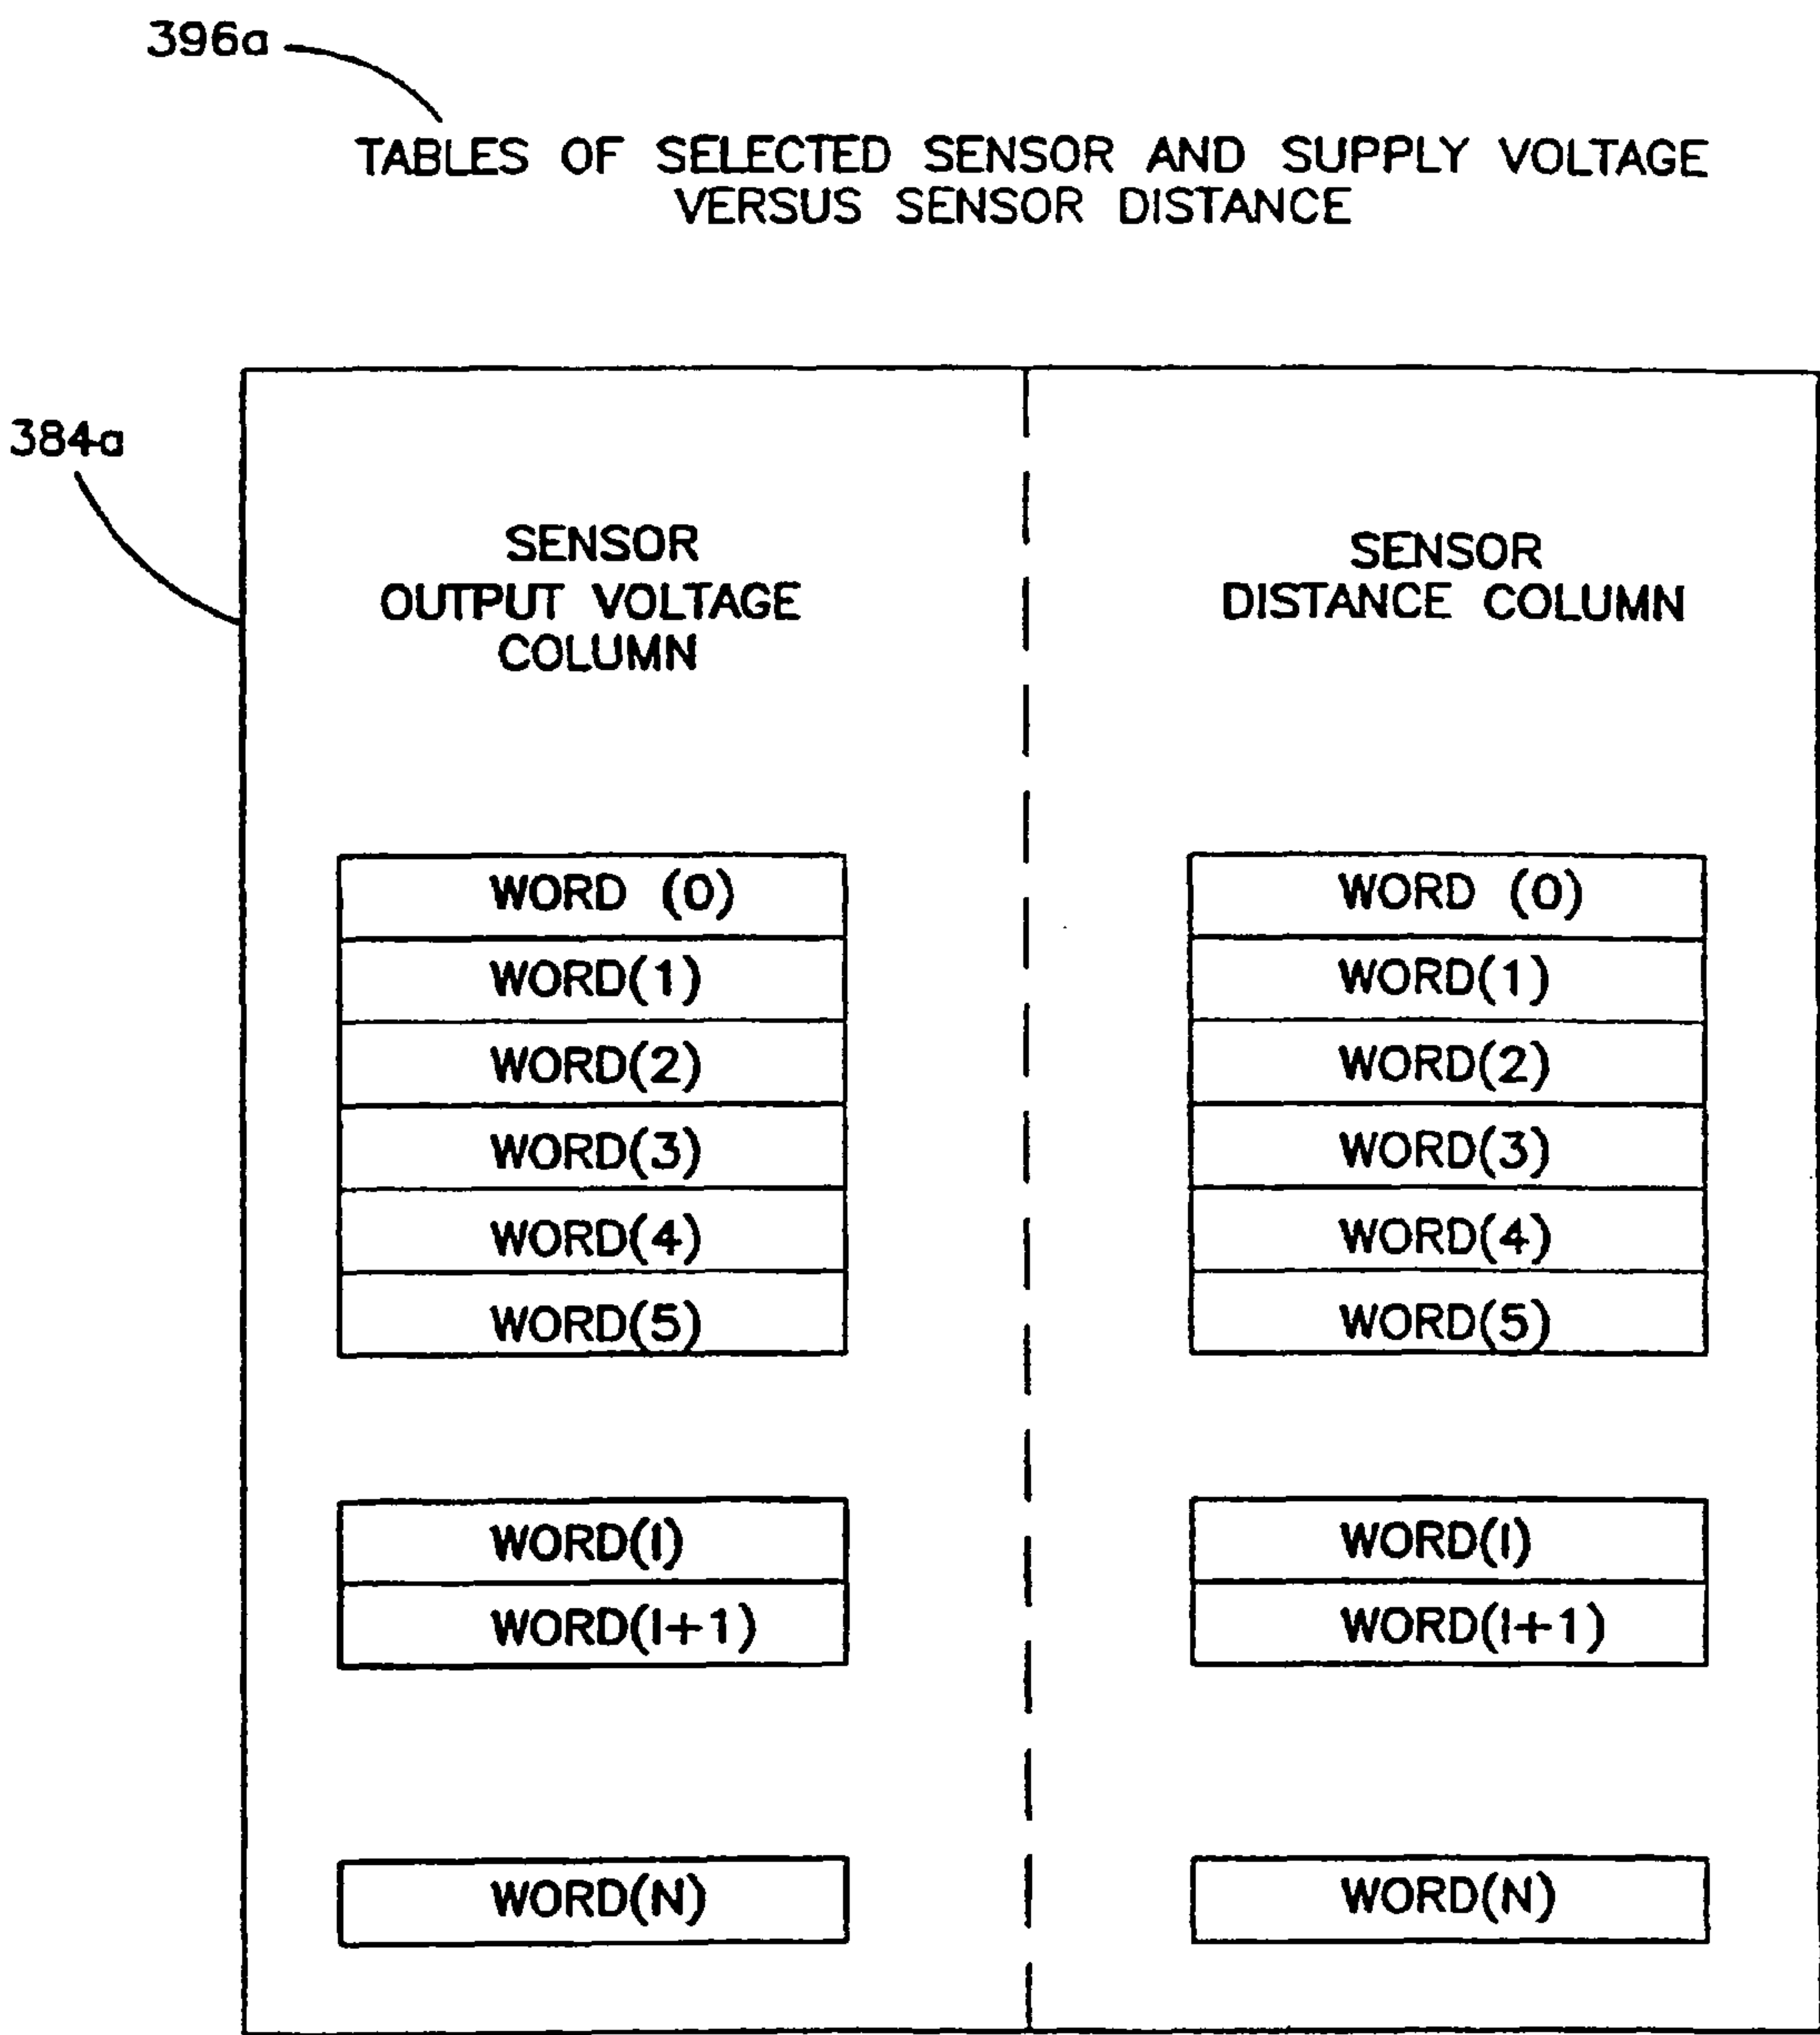 396a
TABLES OF SELECTED SENSOR AND SUPPLY VOLTAGE
VERSUS SENSOR DISTANCE
384a
SENSOR
OUTPUT VOLTAGE
COLUMN
WORD (0)
WORD(1)
WORD(2)
WORD(3)
WORD(4)
WORD(5)
WORD(I)
WORD(I+1)
WORD(N)
SENSOR
DISTANCE COLUMN
WORD (0)
WORD(1)
WORD(2)
WORD(3)
WORD(4)
WORD(5)
WORD(I)
WORD(I+1)
WORD(N)